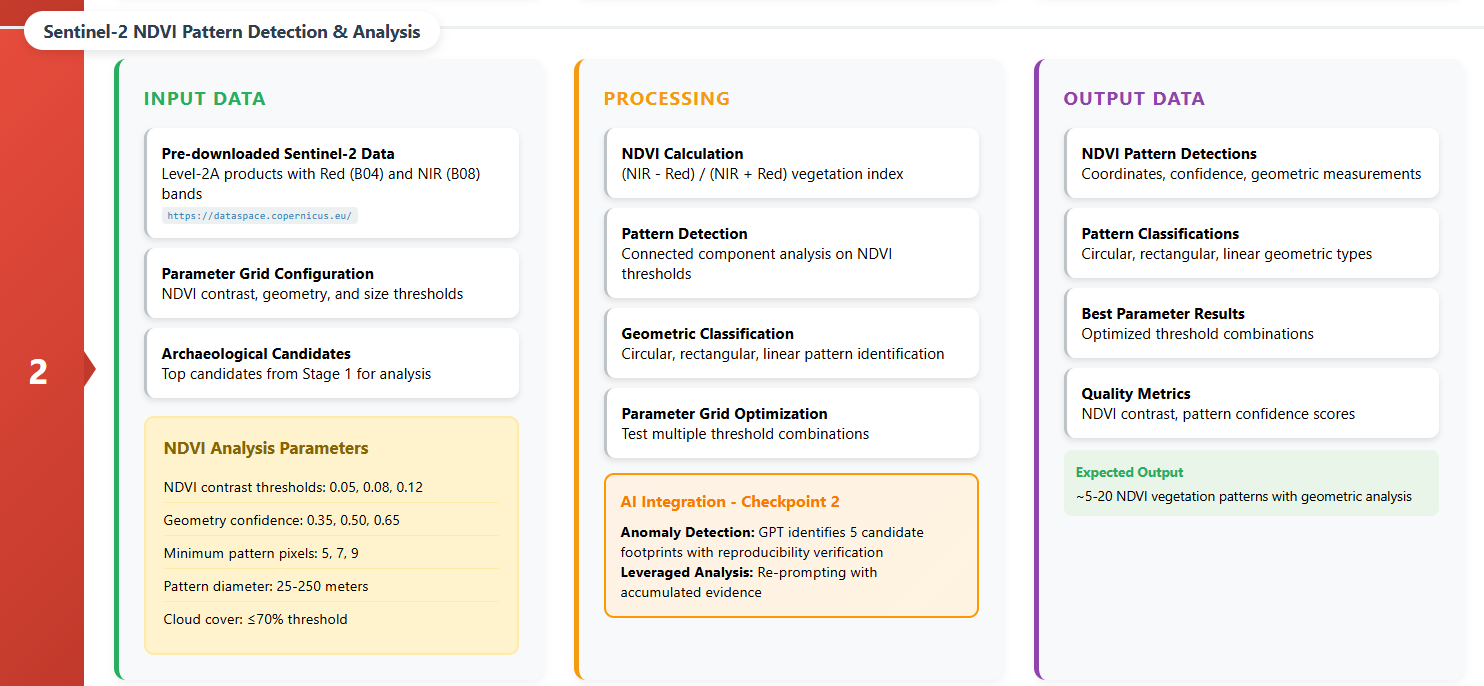 Sentinel-2 NDVI Pattern Detection & Analysis
2
INPUT DATA
Pre-downloaded Sentinel-2 Data
Level-2A products with Red (B04) and NIR (B08)
bands
https://dataspace.copernicus.eu/
Parameter Grid Configuration
NDVI contrast, geometry, and size thresholds
Archaeological Candidates
Top candidates from Stage 1 for analysis
NDVI Analysis Parameters
NDVI contrast thresholds: 0.05, 0.08, 0.12
Geometry confidence: 0.35, 0.50, 0.65
Minimum pattern pixels: 5, 7, 9
Pattern diameter: 25-250 meters
Cloud cover: ≤70% threshold
PROCESSING
NDVI Calculation
(NIR - Red) / (NIR + Red) vegetation index
Pattern Detection
Connected component analysis on NDVI
thresholds
Geometric Classification
Circular, rectangular, linear pattern identification
Parameter Grid Optimization
Test multiple threshold combinations
AI Integration - Checkpoint 2
Anomaly Detection: GPT identifies 5 candidate
footprints with reproducibility verification
Leveraged Analysis: Re-prompting with
accumulated evidence
OUTPUT DATA
NDVI Pattern Detections
Coordinates, confidence, geometric measurements
Pattern Classifications
Circular, rectangular, linear geometric types
Best Parameter Results
Optimized threshold combinations
Quality Metrics
NDVI contrast, pattern confidence scores
Expected Output
~5-20 NDVI vegetation patterns with geometric analysis